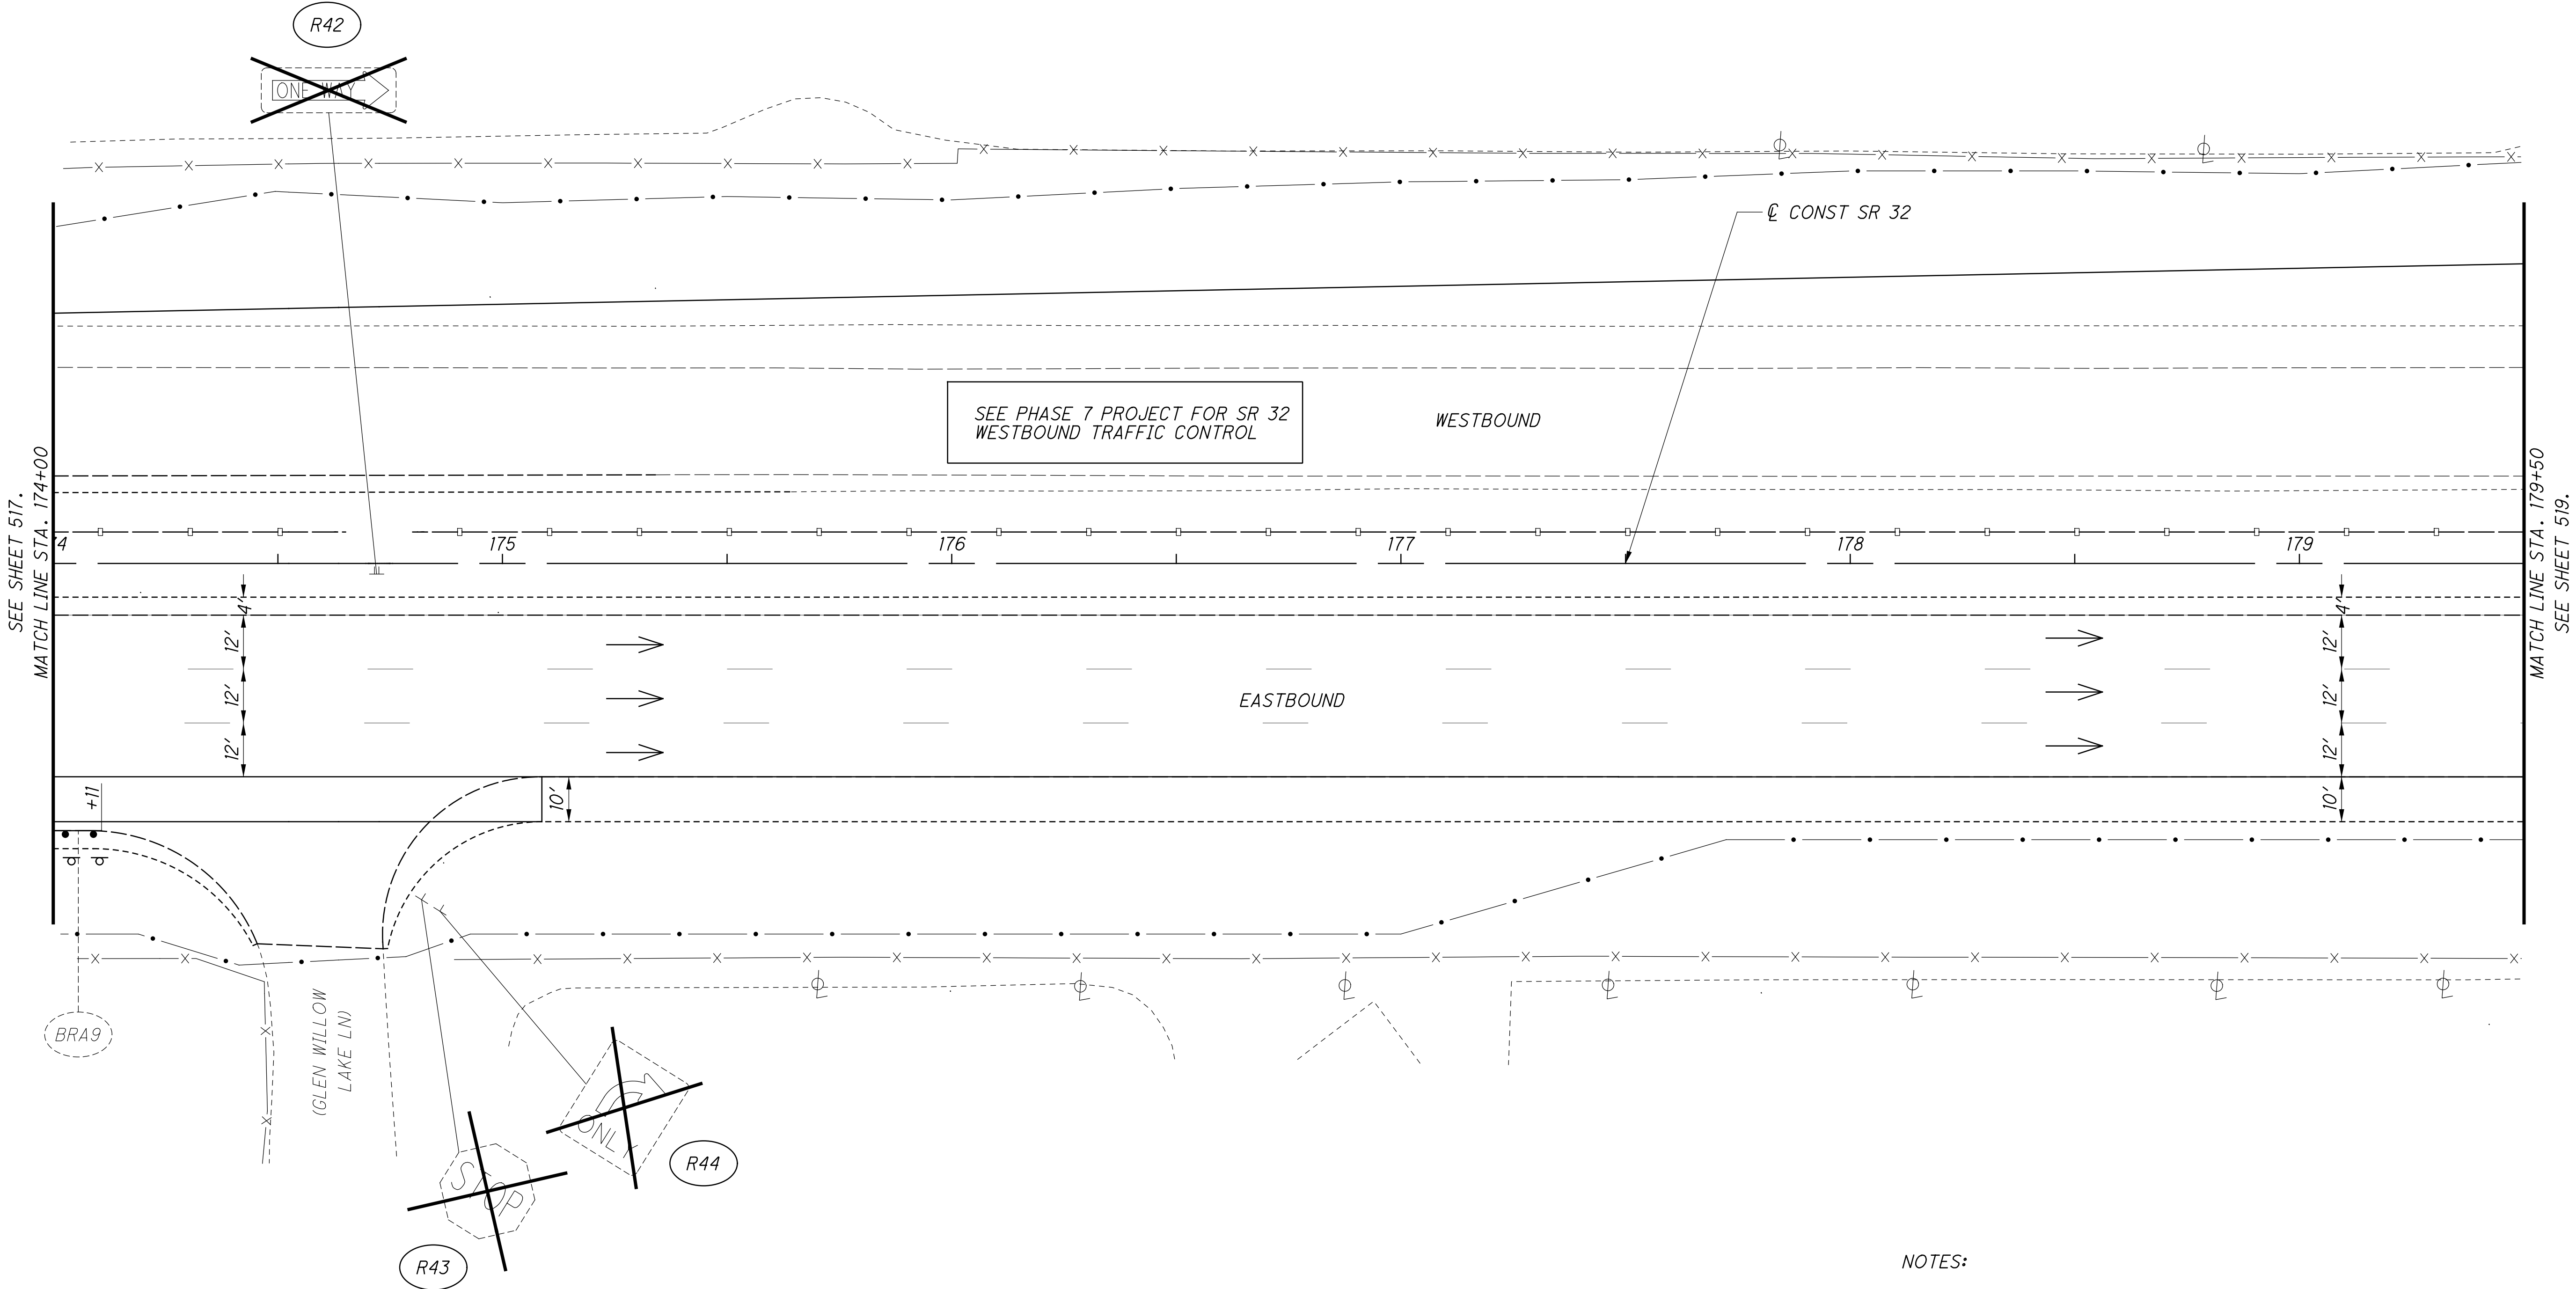 R42
ONE WAY
℄ CONST SR 32
SEE PHASE 7 PROJECT FOR SR 32
WESTBOUND TRAFFIC CONTROL
WESTBOUND
SEE SHEET 517.
MATCH LINE STA. 174+00
MATCH LINE STA. 179+50
SEE SHEET 519.
4
175
176
177
178
179
4'
12'
12'
12'
4'
12'
12'
12'
EASTBOUND
+11
10'
10'
BRA9
(GLEN WILLOW
LAKE LN)
ONLY
R44
STOP
R43
NOTES: